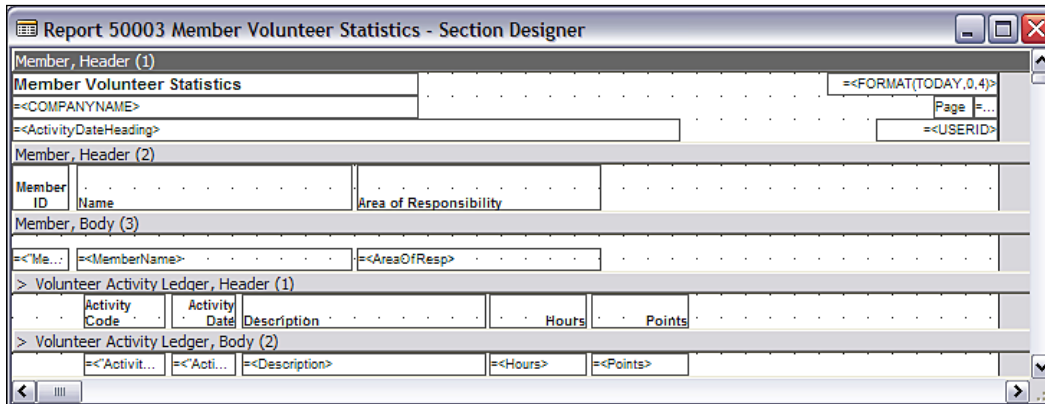 Report 50003 Member Volunteer Statistics - Section Designer
Member, Header (1)
Member Volunteer Statistics =<FORMAT(TODAY,0,4)>
=<COMPANYNAME> Page =...
=<ActivityDateHeading> =<USERID>
Member, Header (2)
Member ID Name Area of Responsibility
Member, Body (3)
=<"Me... =<MemberName> =<AreaOfResp>
> Volunteer Activity Ledger, Header (1)
Activity Code Activity Date Description Hours Points
> Volunteer Activity Ledger, Body (2)
=<"Activit... =<"Acti... =<Description> =<Hours> =<Points>